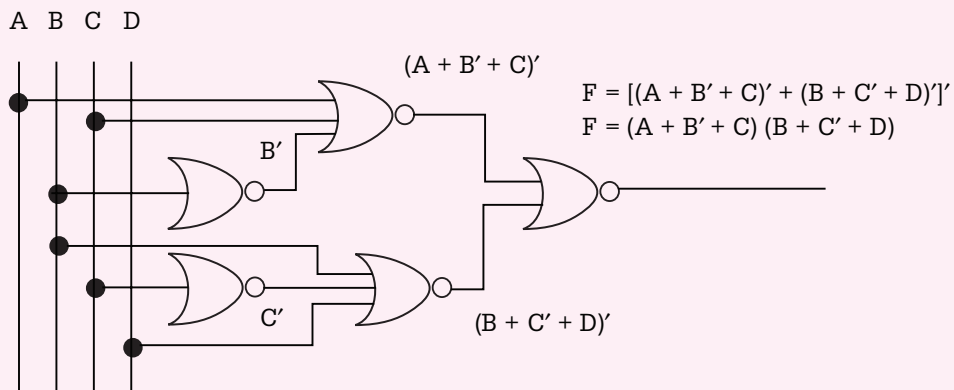 A B C D
(A + B′ + C)′
F = [(A + B′ + C)′ + (B + C′ + D)′]′
F = (A + B′ + C) (B + C′ + D)
B′
C′
(B + C′ + D)′